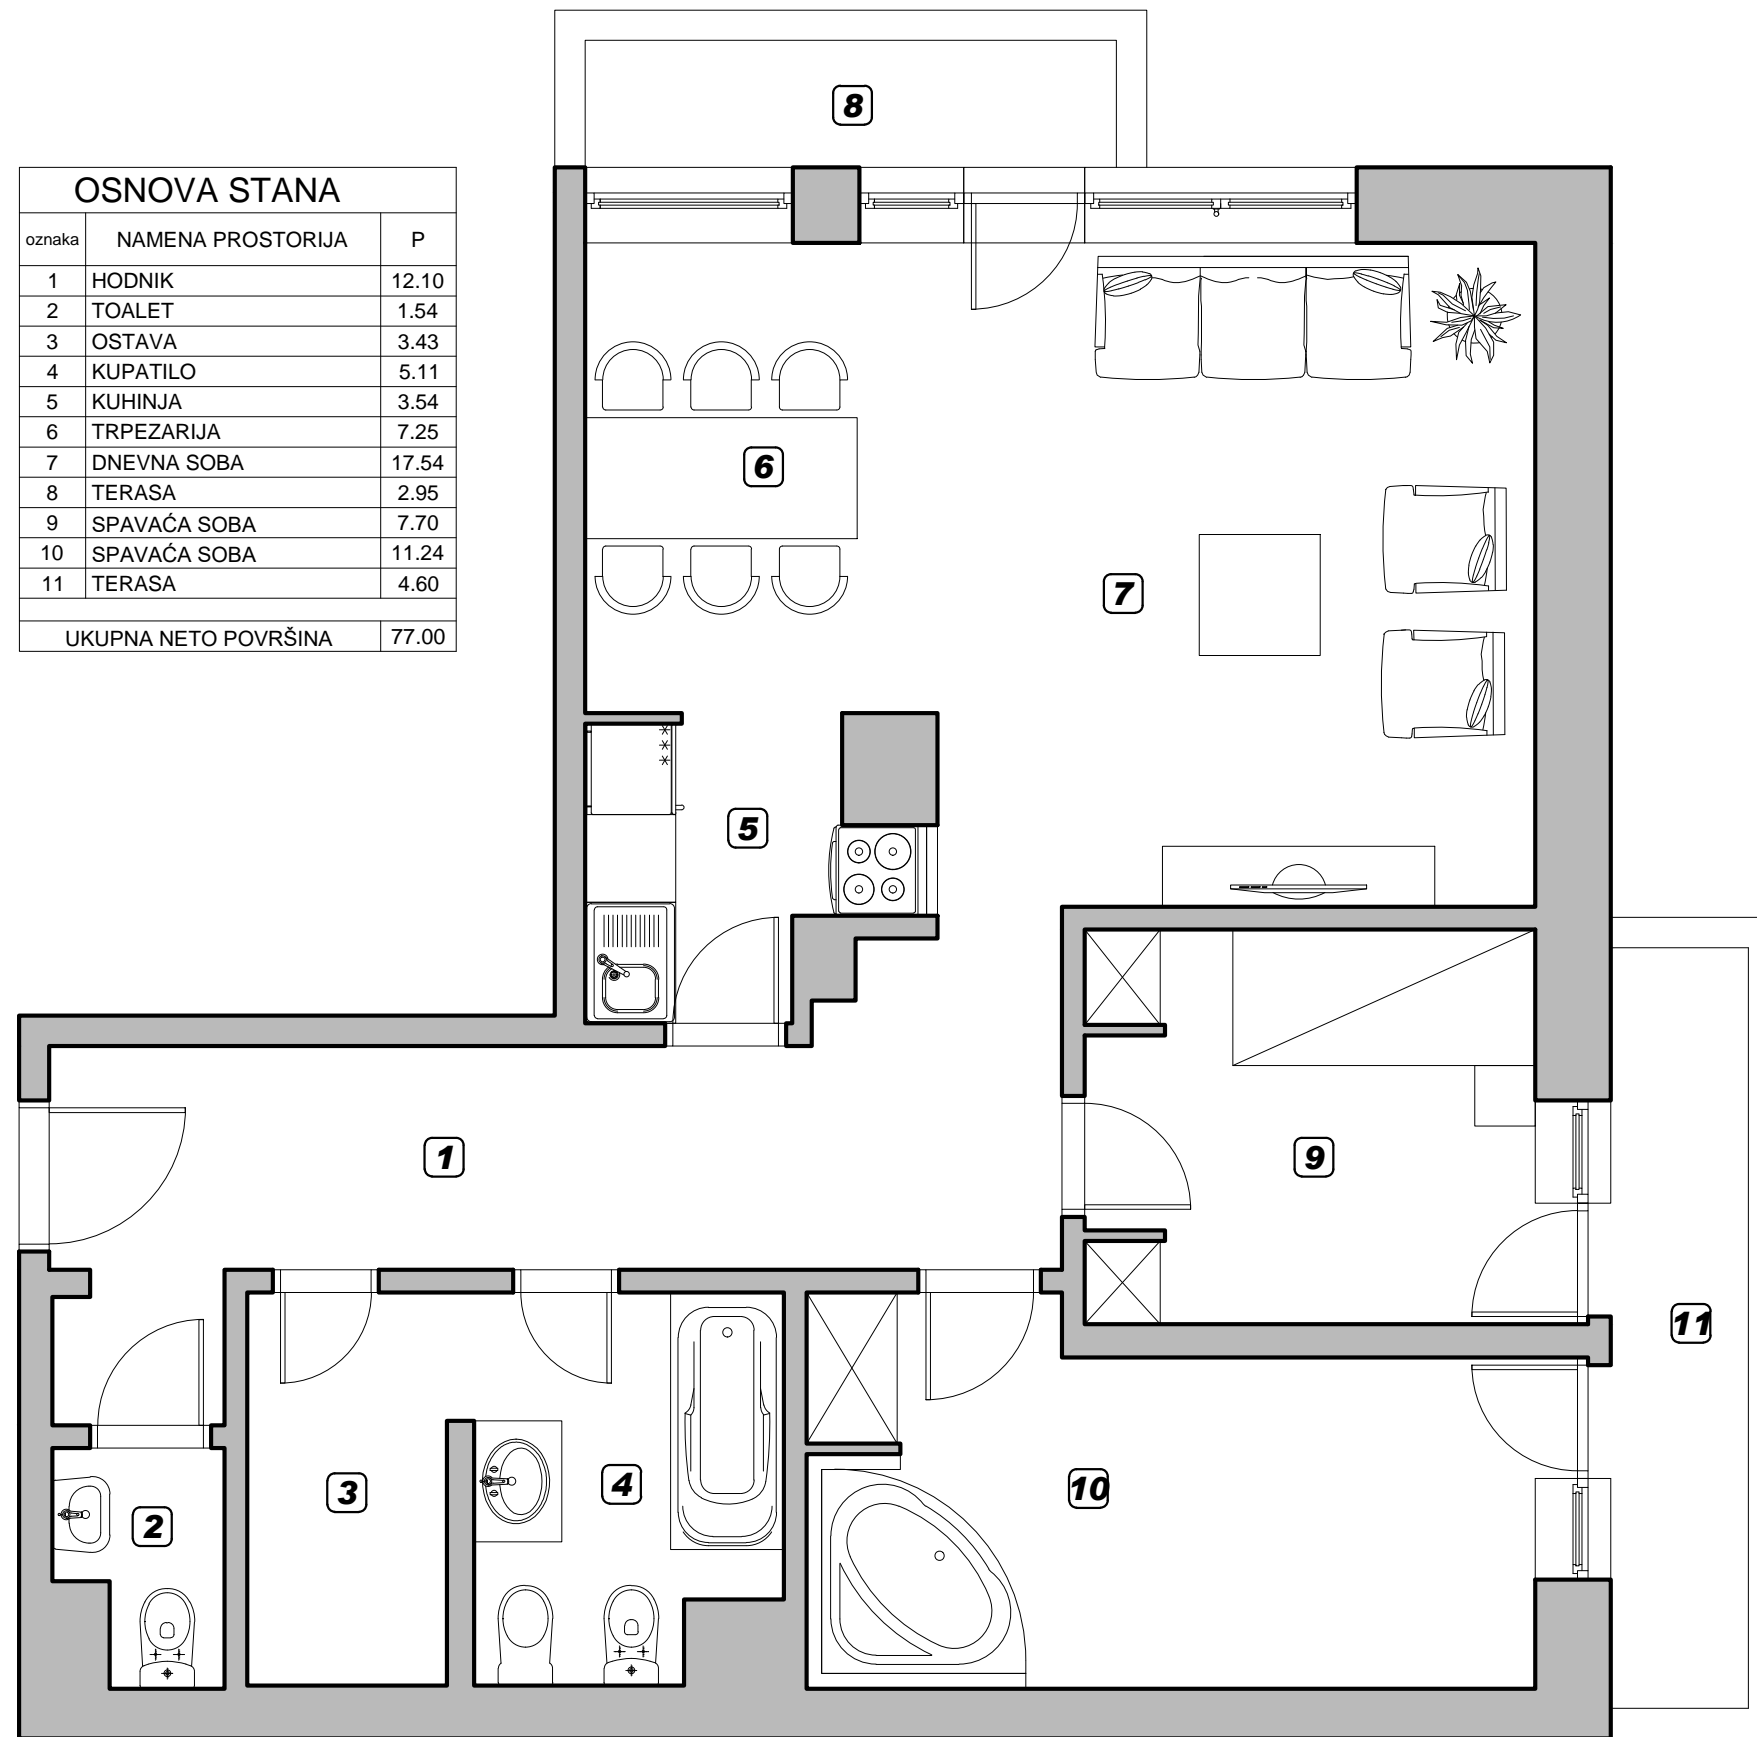 8
OSNOVA STANA
oznaka NAMENA PROSTORIJA P
1 HODNIK 12.10
2 TOALET 1.54
3 OSTAVA 3.43
4 KUPATILO 5.11
5 KUHINJA 3.54
6 TRPEZARIJA 7.25
7 DNEVNA SOBA 17.54
8 TERASA 2.95
9 SPAVAĆA SOBA 7.70
10 SPAVAĆA SOBA 11.24
11 TERASA 4.60
UKUPNA NETO POVRŠINA 77.00
6
7
5
1
9
11
3
4
10
2